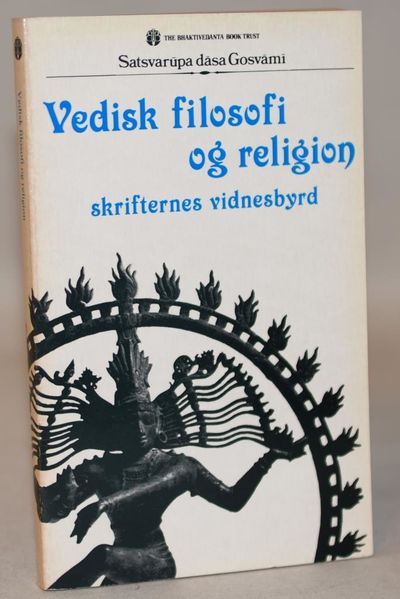 THE BHAKTIVEDANTA BOOK TRUST
Satsvarūpa dāsa Gosvāmī
Vedisk filosofi
og religion
skrifternes vidnesbyrd
Vedisk filosofi og religion